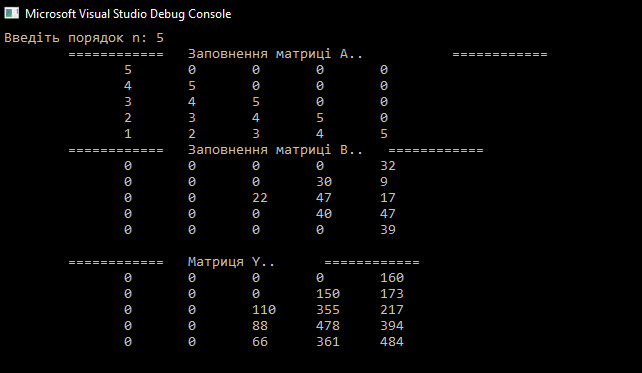 Microsoft Visual Studio Debug Console
Введіть порядок n: 5
============ Заповнення матриці A.. ============
5 0 0 0 0
4 5 0 0 0
3 4 5 0 0
2 3 4 5 0
1 2 3 4 5
============ Заповнення матриці B.. ============
0 0 0 0 32
0 0 0 30 9
0 0 22 47 17
0 0 0 40 47
0 0 0 0 39
============ Матриця Y.. ============
0 0 0 0 160
0 0 0 150 173
0 0 110 355 217
0 0 88 478 394
0 0 66 361 484